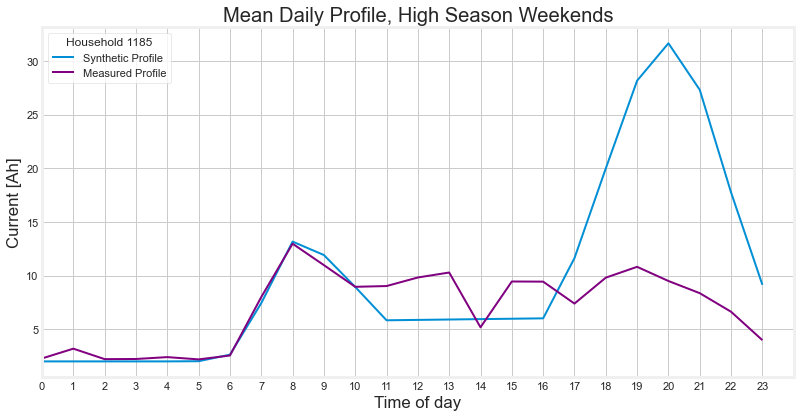 Mean Daily Profile, High Season Weekends
Household 1185
Synthetic Profile
Measured Profile
Current [Ah]
30
25
20
15
10
5
0 1 2 3 4 5 6 7 8 9 10 11 12 13 14 15 16 17 18 19 20 21 22 23
Time of day